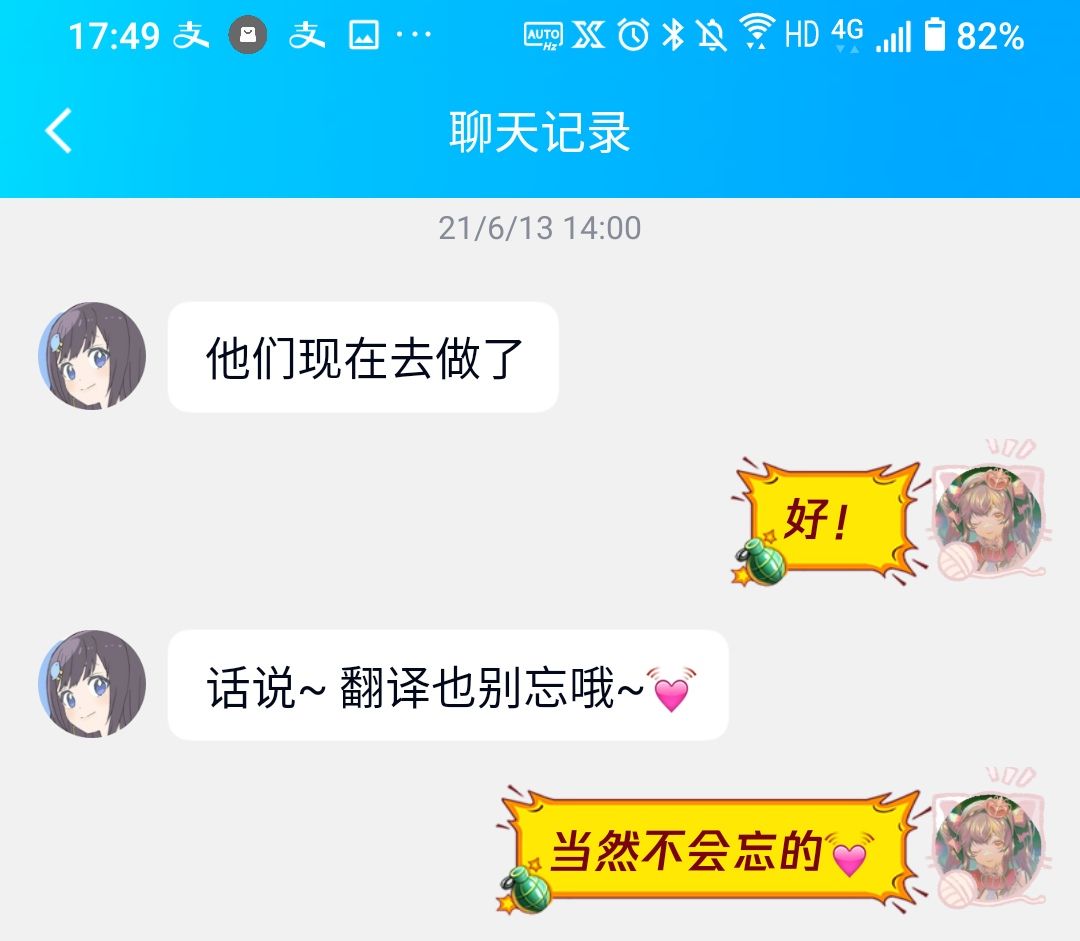 17:49 支 支 ··· AUTO Hz HD 4G 82%
聊天记录
21/6/13 14:00
他们现在去做了
好!
话说~ 翻译也别忘哦~💓
当然不会忘的💓